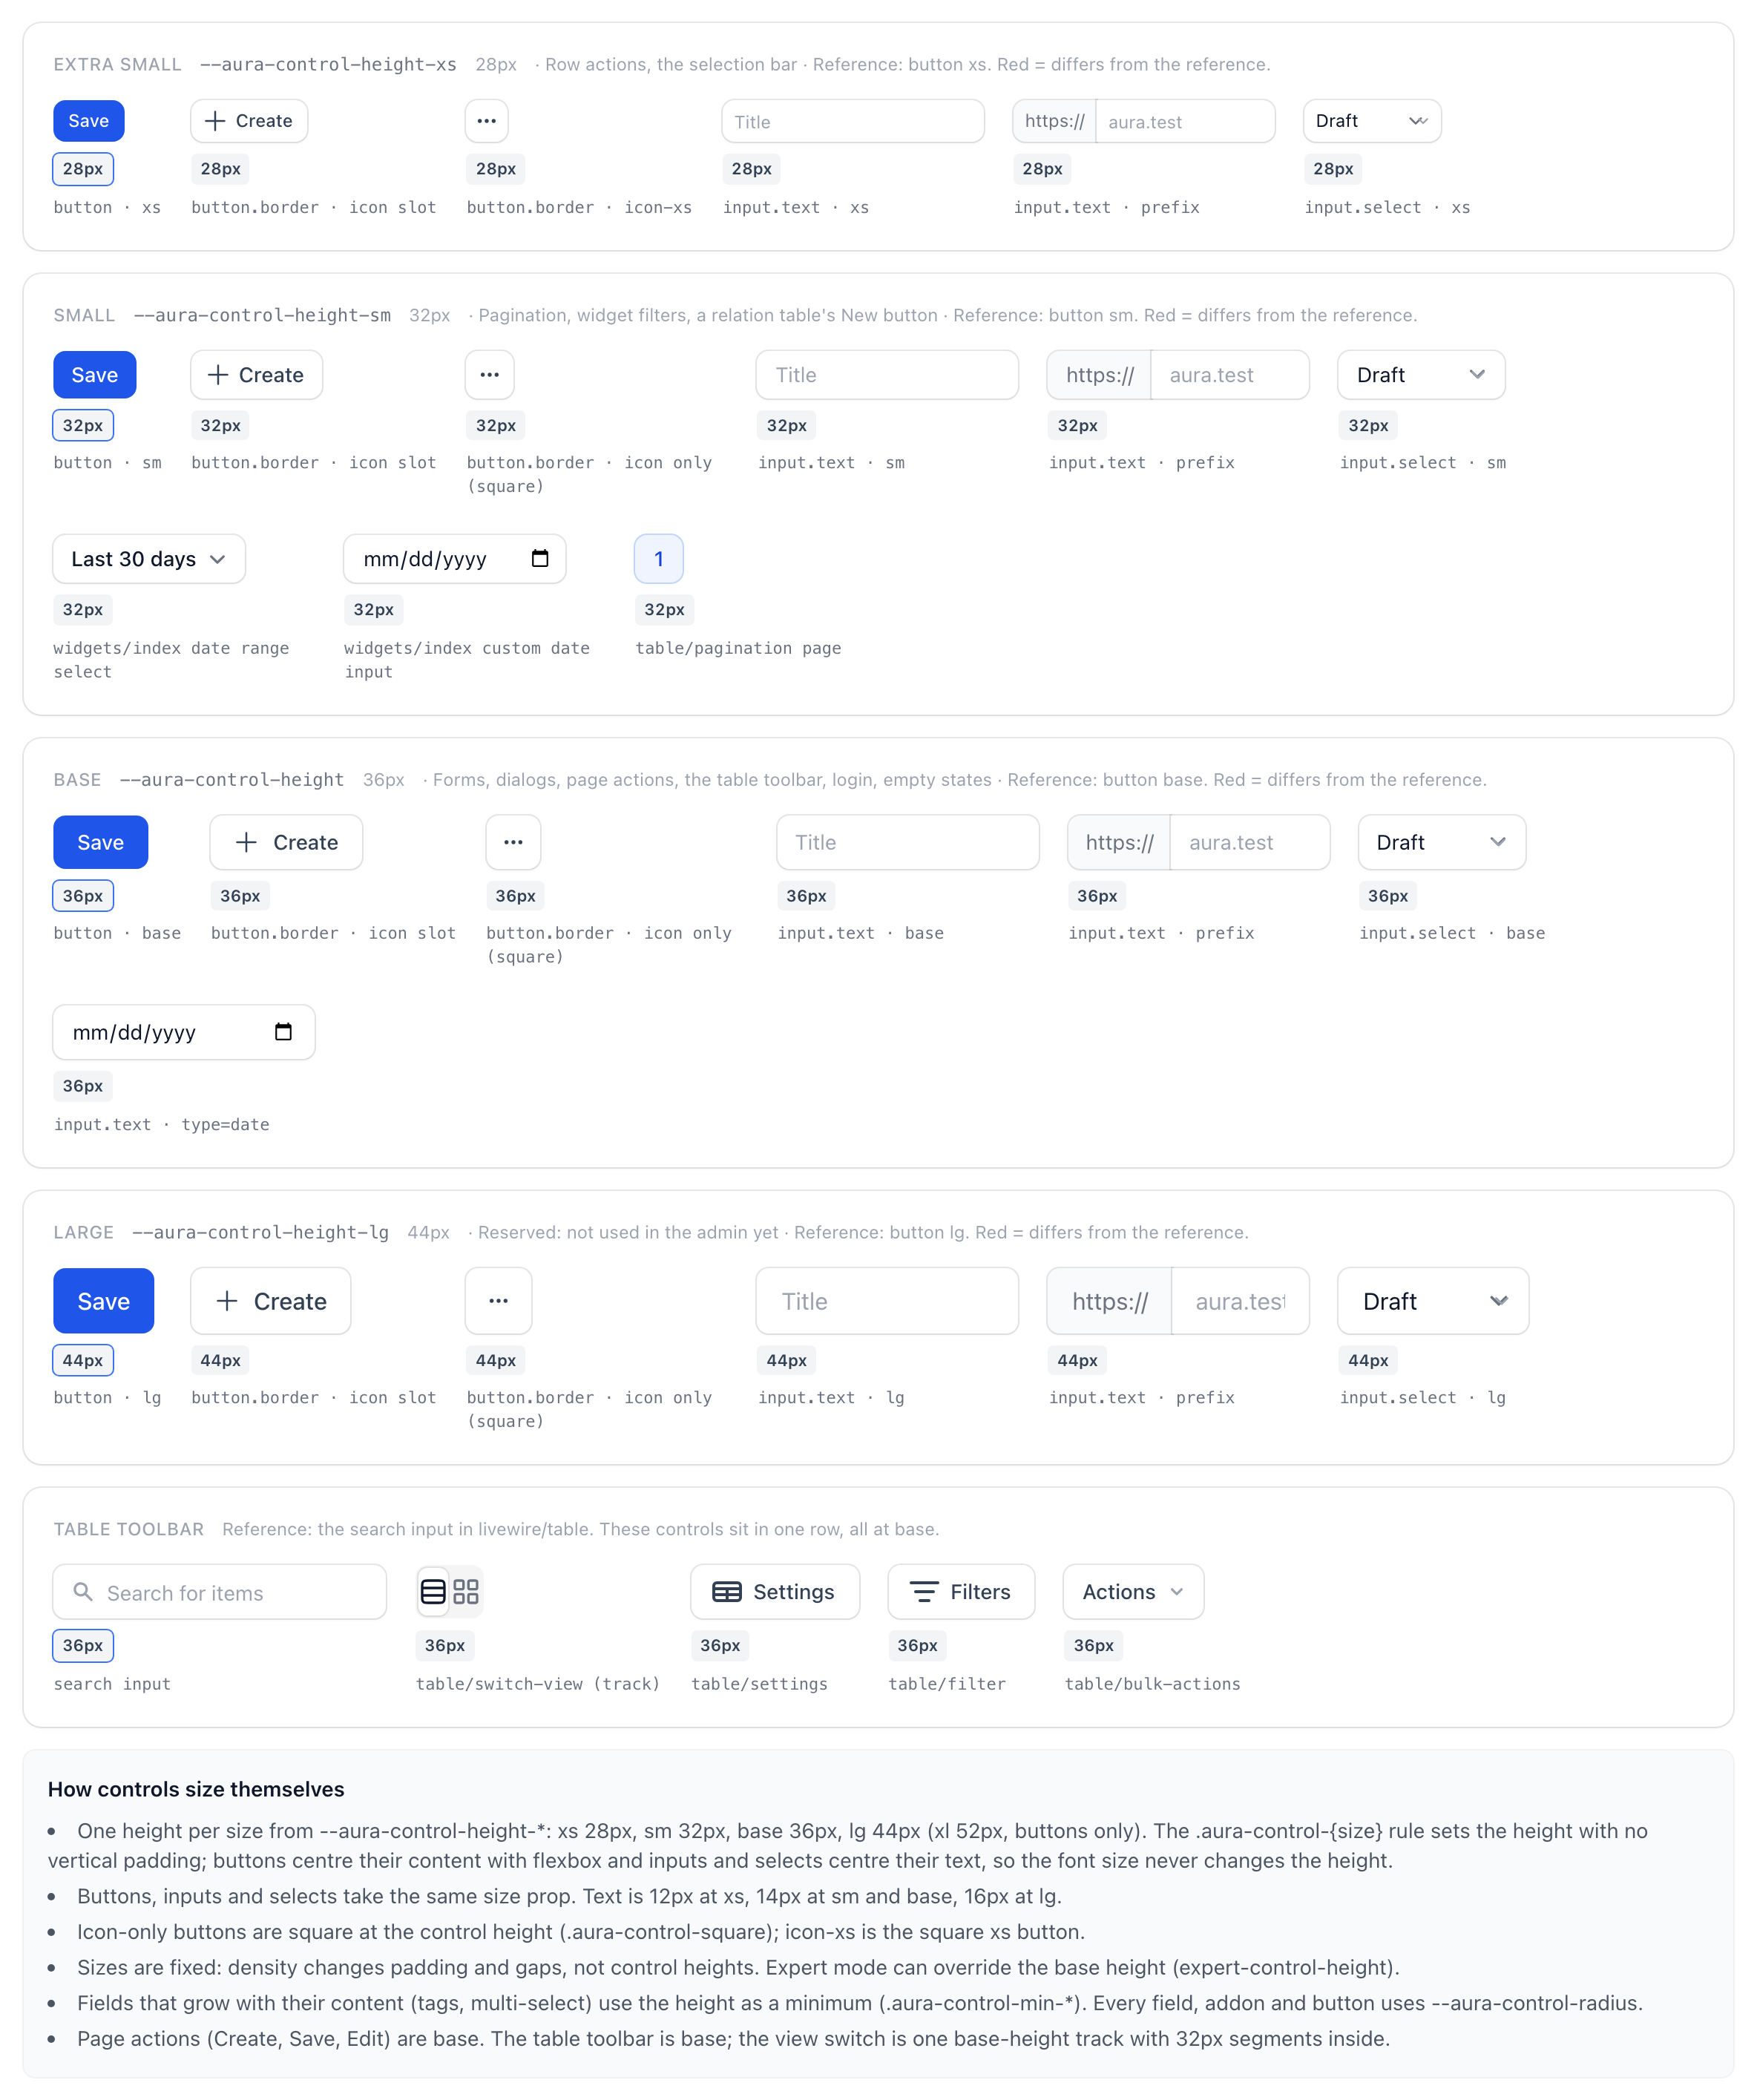 EXTRA SMALL --aura-control-height-xs 28px · Row actions, the selection bar · Reference: button xs. Red = differs from the reference.
Save Create ··· Title https:// aura.test Draft
28px 28px 28px 28px 28px 28px
button · xs button.border · icon slot button.border · icon-xs input.text · xs input.text · prefix input.select · xs
SMALL --aura-control-height-sm 32px · Pagination, widget filters, a relation table's New button · Reference: button sm. Red = differs from the reference.
Save Create ··· Title https:// aura.test Draft
32px 32px 32px 32px 32px 32px
button · sm button.border · icon slot button.border · icon only input.text · sm input.text · prefix input.select · sm
(square)
Last 30 days mm/dd/yyyy 1
32px 32px 32px
widgets/index date range widgets/index custom date table/pagination page
select input
BASE --aura-control-height 36px · Forms, dialogs, page actions, the table toolbar, login, empty states · Reference: button base. Red = differs from the reference.
Save Create ··· Title https:// aura.test Draft
36px 36px 36px 36px 36px 36px
button · base button.border · icon slot button.border · icon only input.text · base input.text · prefix input.select · base
(square)
mm/dd/yyyy
36px
input.text · type=date
LARGE --aura-control-height-lg 44px · Reserved: not used in the admin yet · Reference: button lg. Red = differs from the reference.
Save Create ··· Title https:// aura.test Draft
44px 44px 44px 44px 44px 44px
button · lg button.border · icon slot button.border · icon only input.text · lg input.text · prefix input.select · lg
(square)
TABLE TOOLBAR Reference: the search input in livewire/table. These controls sit in one row, all at base.
Search for items Settings Filters Actions
36px 36px 36px 36px 36px
search input table/switch-view (track) table/settings table/filter table/bulk-actions
How controls size themselves
• One height per size from --aura-control-height-*: xs 28px, sm 32px, base 36px, lg 44px (xl 52px, buttons only). The .aura-control-{size} rule sets the height with no
vertical padding; buttons centre their content with flexbox and inputs and selects centre their text, so the font size never changes the height.
• Buttons, inputs and selects take the same size prop. Text is 12px at xs, 14px at sm and base, 16px at lg.
• Icon-only buttons are square at the control height (.aura-control-square); icon-xs is the square xs button.
• Sizes are fixed: density changes padding and gaps, not control heights. Expert mode can override the base height (expert-control-height).
• Fields that grow with their content (tags, multi-select) use the height as a minimum (.aura-control-min-*). Every field, addon and button uses --aura-control-radius.
• Page actions (Create, Save, Edit) are base. The table toolbar is base; the view switch is one base-height track with 32px segments inside.